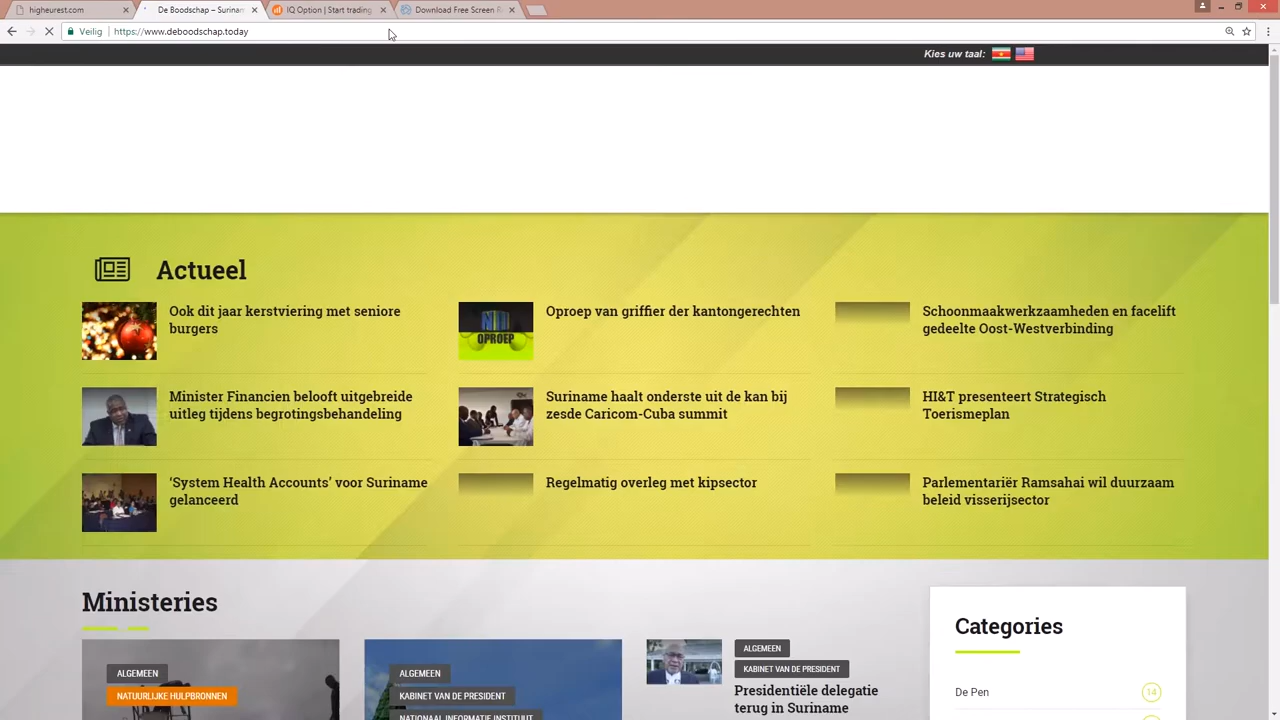 higheurest.com
De Boodschap – Surinam
IQ Option | Start trading
Download Free Screen R
Veilig
https://www.deboodschap.today
Kies uw taal:
Actueel
Ook dit jaar kerstviering met seniore
burgers
Oproep van griffier der kantongerechten
OPROEP
Schoonmaakwerkzaamheden en facelift
gedeelte Oost-Westverbinding
Minister Financien belooft uitgebreide
uitleg tijdens begrotingsbehandeling
Suriname haalt onderste uit de kan bij
zesde Caricom-Cuba summit
HI&T presenteert Strategisch
Toerismeplan
‘System Health Accounts’ voor Suriname
gelanceerd
Regelmatig overleg met kipsector
Parlementariër Ramsahai wil duurzaam
beleid visserijsector
Ministeries
ALGEMEEN
NATUURLIJKE HULPBRONNEN
ALGEMEEN
KABINET VAN DE PRESIDENT
NATIONAAL INFORMATIE INSTITUUT
ALGEMEEN
KABINET VAN DE PRESIDENT
Presidentiële delegatie
terug in Suriname
Categories
De Pen
14